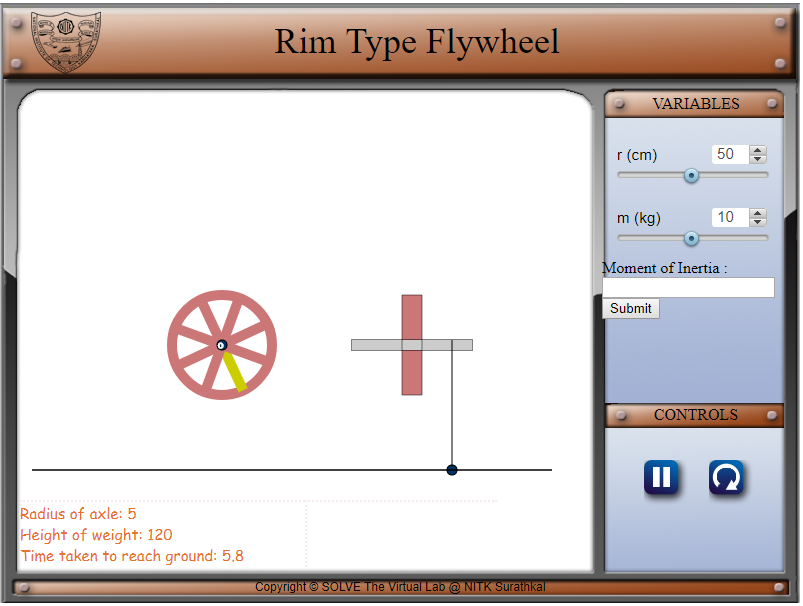 Rim Type Flywheel
VARIABLES
r (cm) 50
m (kg) 10
Moment of Inertia :
Submit
CONTROLS
Radius of axle: 5
Height of weight: 120
Time taken to reach ground: 5.8
Copyright © SOLVE The Virtual Lab @ NITK Surathkal